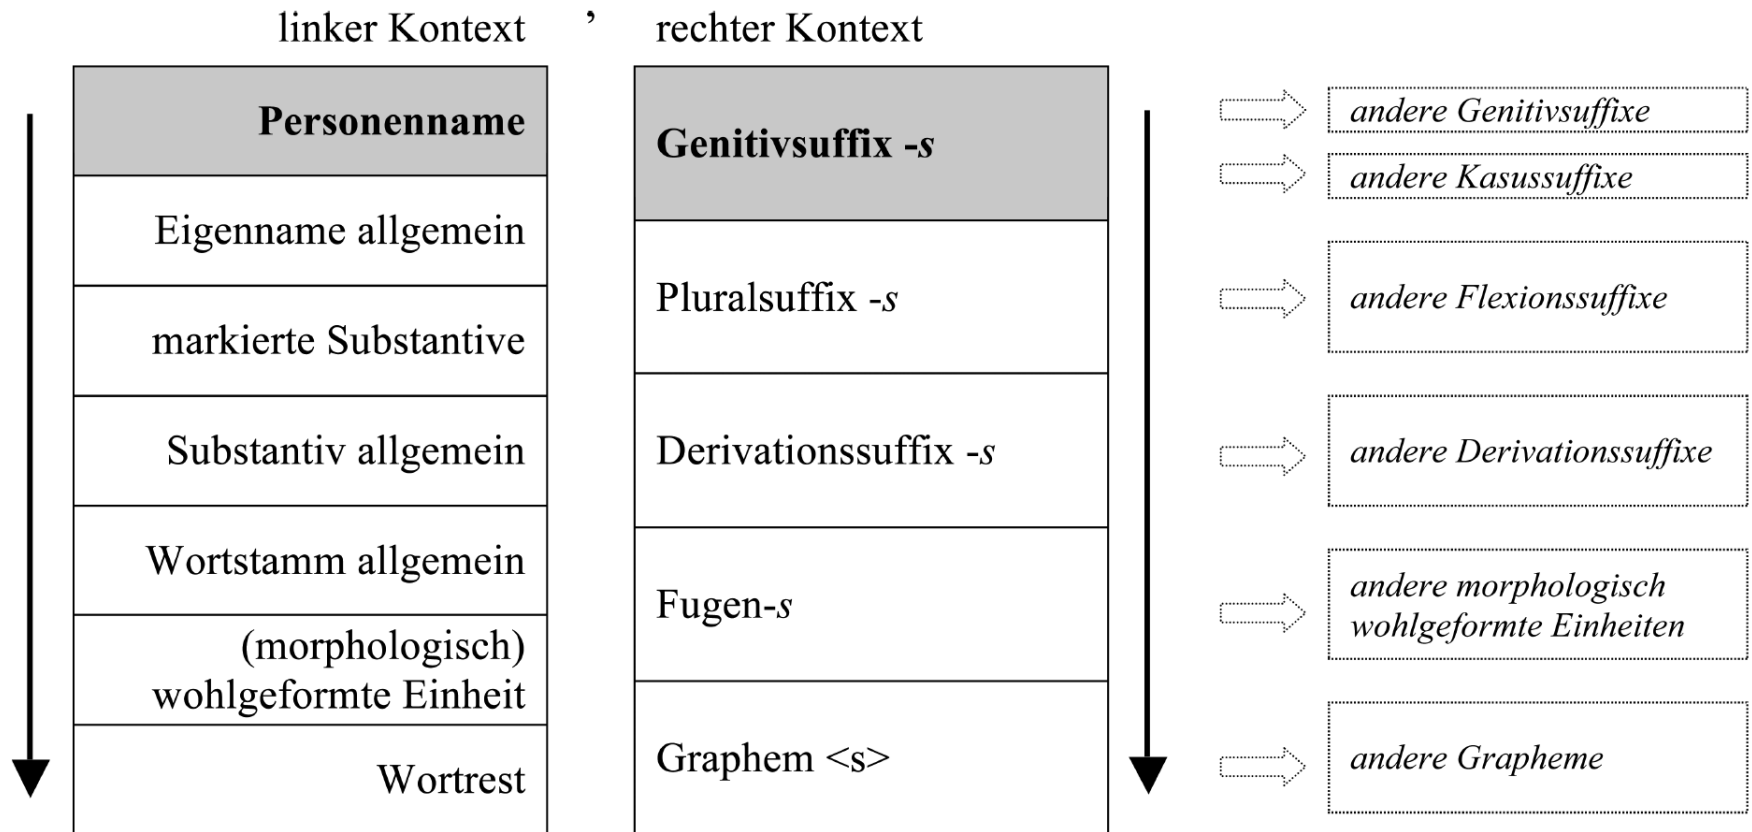 linker Kontext ’ rechter Kontext
Personenname
Eigenname allgemein
markierte Substantive
Substantiv allgemein
Wortstamm allgemein
(morphologisch)
wohlgeformte Einheit
Wortrest
Genitivsuffix -s
Pluralsuffix -s
Derivationssuffix -s
Fugen-s
Graphem <s>
andere Genitivsuffixe
andere Kasussuffixe
andere Flexionssuffixe
andere Derivationssuffixe
andere morphologisch
wohlgeformte Einheiten
andere Grapheme